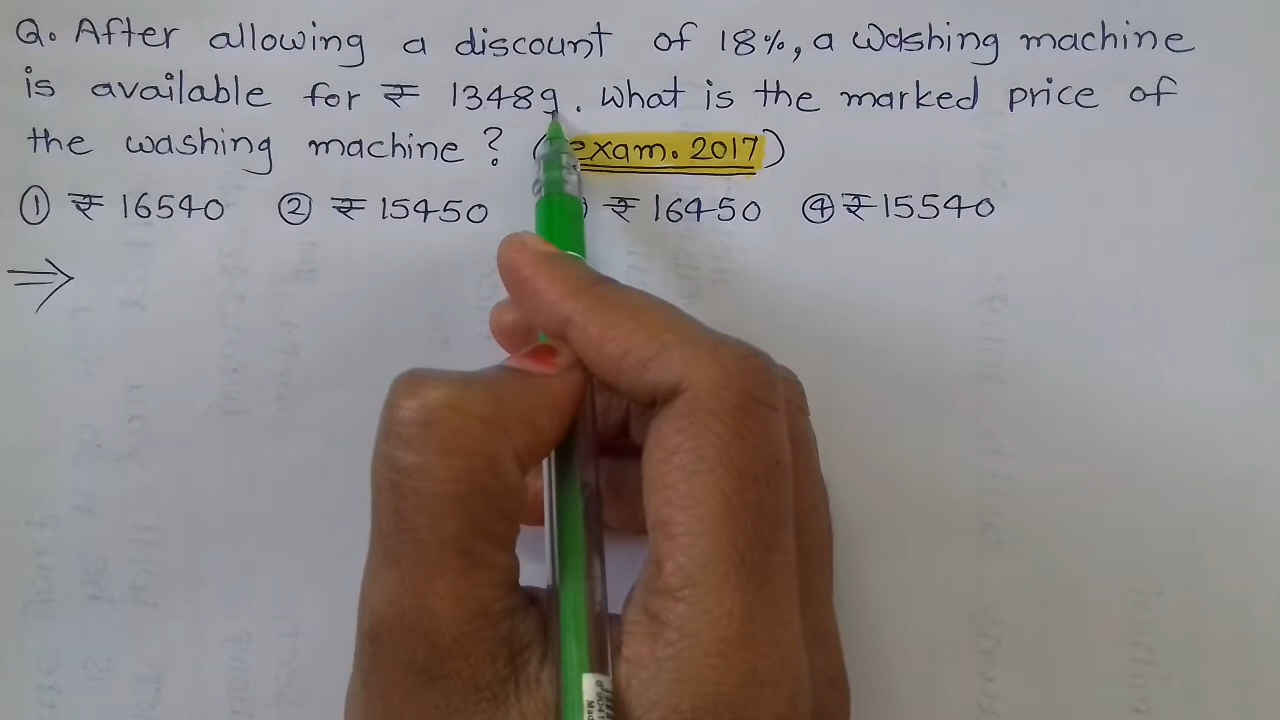 Q. After allowing a discount of 18%, a washing machine
is available for ₹ 13489. What is the marked price of
the washing machine? (exam. 2017)
① ₹ 16540 ② ₹ 15450 ₹ 16450 ④ ₹ 15540
⇒